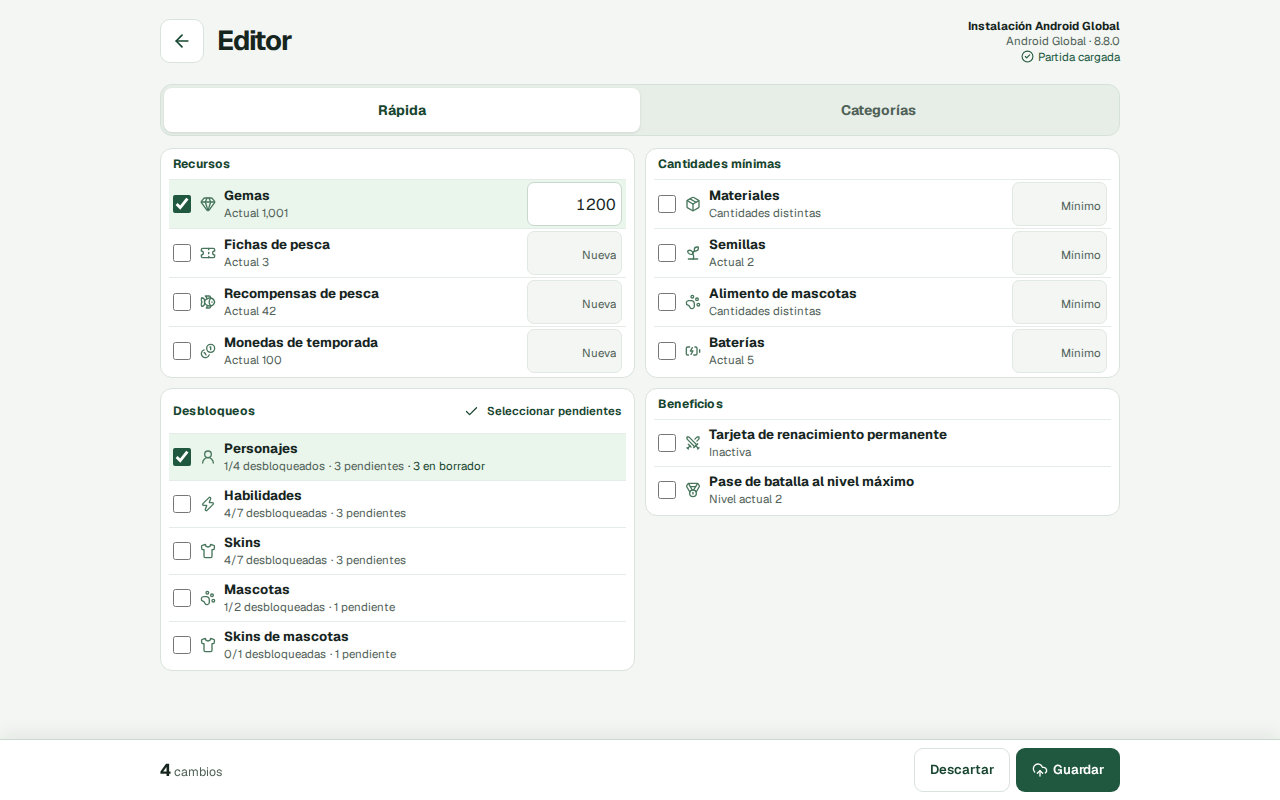 Editor
Instalación Android Global
Android Global · 8.8.0
Partida cargada
Rápida
Categorías
Recursos
Gemas
Actual 1,001
1200
Fichas de pesca
Actual 3
Nueva
Recompensas de pesca
Actual 42
Nueva
Monedas de temporada
Actual 100
Nueva
Cantidades mínimas
Materiales
Cantidades distintas
Mínimo
Semillas
Actual 2
Mínimo
Alimento de mascotas
Cantidades distintas
Mínimo
Baterías
Actual 5
Mínimo
Desbloqueos
Seleccionar pendientes
Personajes
1/4 desbloqueados · 3 pendientes · 3 en borrador
Habilidades
4/7 desbloqueadas · 3 pendientes
Skins
4/7 desbloqueadas · 3 pendientes
Mascotas
1/2 desbloqueadas · 1 pendiente
Skins de mascotas
0/1 desbloqueadas · 1 pendiente
Beneficios
Tarjeta de renacimiento permanente
Inactiva
Pase de batalla al nivel máximo
Nivel actual 2
4 cambios
Descartar
Guardar